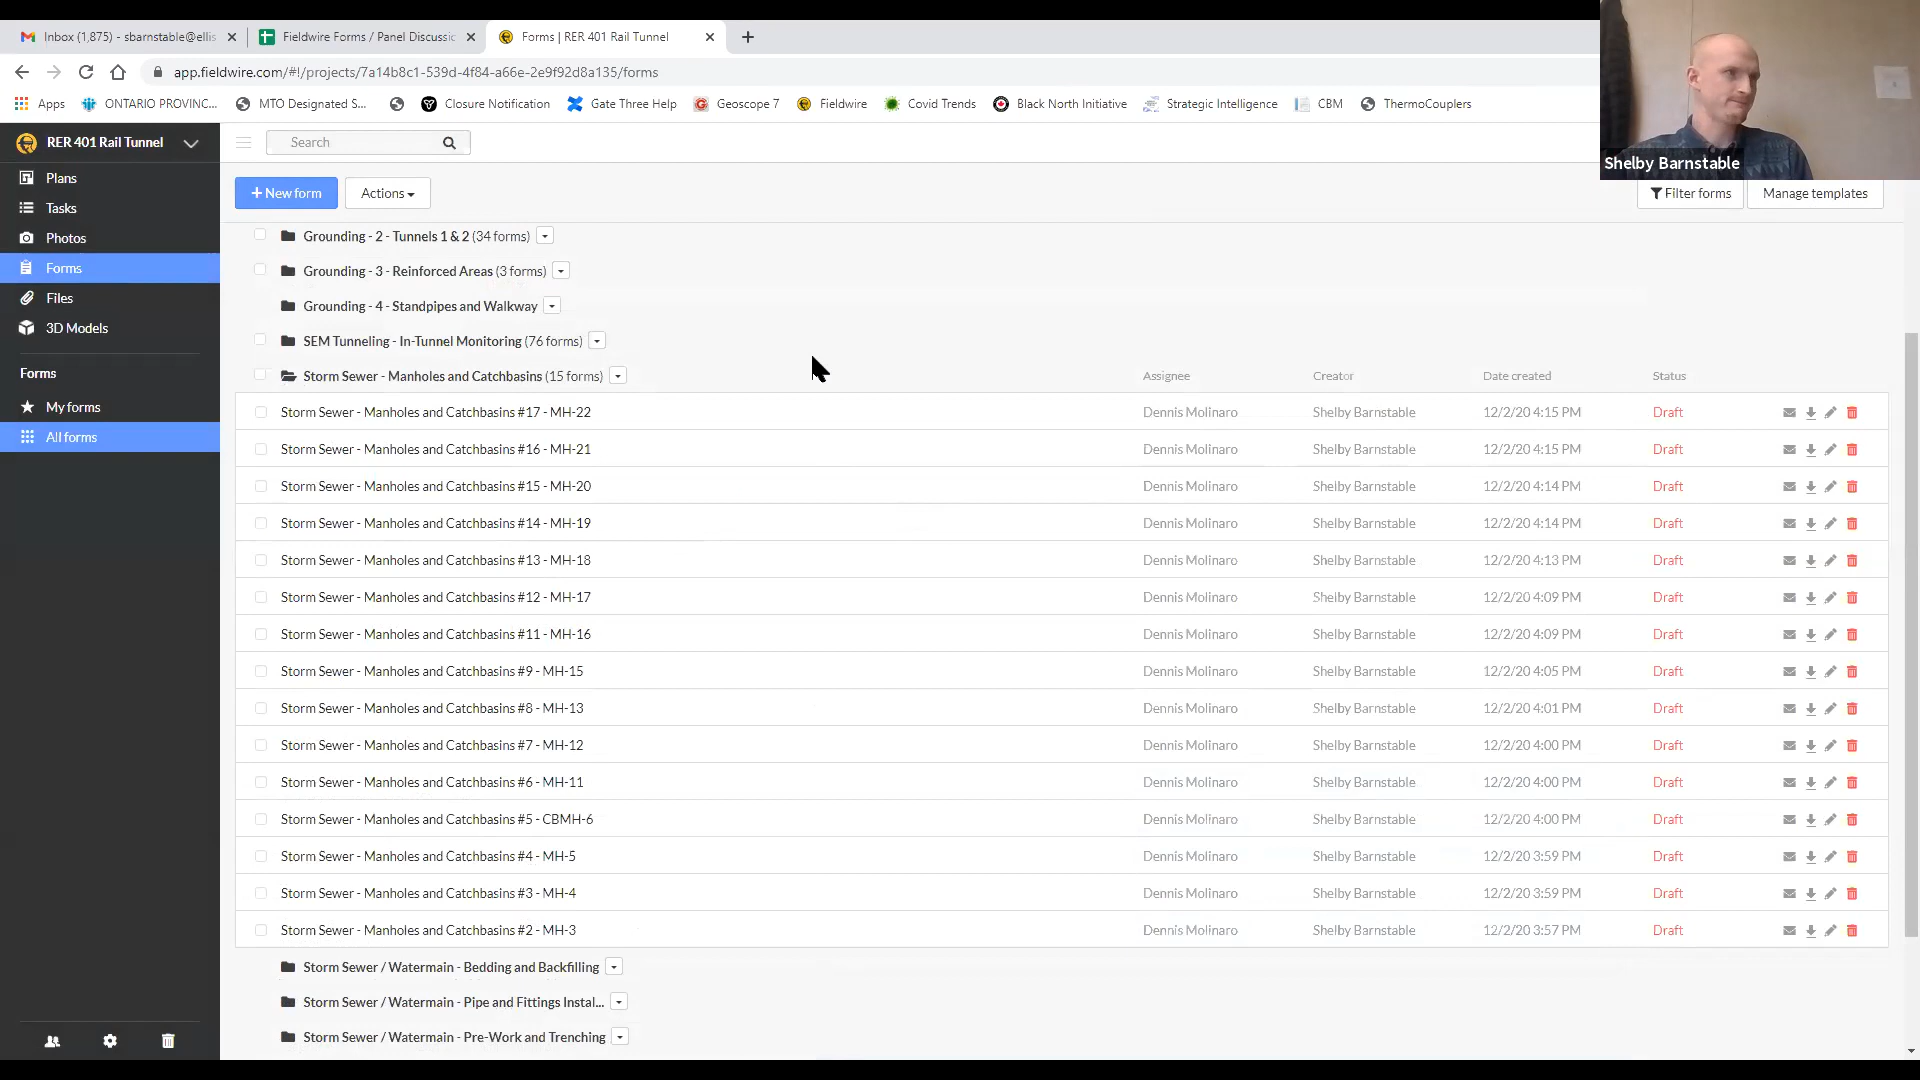 Inbox (1,875) - sbarnstable@ellis
Fieldwire Forms / Panel Discussic
Forms | RER 401 Rail Tunnel
app.fieldwire.com/#!/projects/7a14b8c1-539d-4f84-a66e-2e9f92d8a135/forms
Apps
ONTARIO PROVINC...
MTO Designated S...
Closure Notification
Gate Three Help
Geoscope 7
Fieldwire
Covid Trends
Black North Initiative
Strategic Intelligence
CBM
ThermoCouplers
Shelby Barnstable
RER 401 Rail Tunnel
Search
Plans
Tasks
Photos
Forms
Files
3D Models
Forms
My forms
All forms
+ New form
Actions
Filter forms
Manage templates
Grounding - 2 - Tunnels 1 & 2 (34 forms)
Grounding - 3 - Reinforced Areas (3 forms)
Grounding - 4 - Standpipes and Walkway
SEM Tunneling - In-Tunnel Monitoring (76 forms)
Storm Sewer - Manholes and Catchbasins (15 forms) Assignee Creator Date created Status
Storm Sewer - Manholes and Catchbasins #17 - MH-22 Dennis Molinaro Shelby Barnstable 12/2/20 4:15 PM Draft
Storm Sewer - Manholes and Catchbasins #16 - MH-21 Dennis Molinaro Shelby Barnstable 12/2/20 4:15 PM Draft
Storm Sewer - Manholes and Catchbasins #15 - MH-20 Dennis Molinaro Shelby Barnstable 12/2/20 4:14 PM Draft
Storm Sewer - Manholes and Catchbasins #14 - MH-19 Dennis Molinaro Shelby Barnstable 12/2/20 4:14 PM Draft
Storm Sewer - Manholes and Catchbasins #13 - MH-18 Dennis Molinaro Shelby Barnstable 12/2/20 4:13 PM Draft
Storm Sewer - Manholes and Catchbasins #12 - MH-17 Dennis Molinaro Shelby Barnstable 12/2/20 4:09 PM Draft
Storm Sewer - Manholes and Catchbasins #11 - MH-16 Dennis Molinaro Shelby Barnstable 12/2/20 4:09 PM Draft
Storm Sewer - Manholes and Catchbasins #9 - MH-15 Dennis Molinaro Shelby Barnstable 12/2/20 4:05 PM Draft
Storm Sewer - Manholes and Catchbasins #8 - MH-13 Dennis Molinaro Shelby Barnstable 12/2/20 4:01 PM Draft
Storm Sewer - Manholes and Catchbasins #7 - MH-12 Dennis Molinaro Shelby Barnstable 12/2/20 4:00 PM Draft
Storm Sewer - Manholes and Catchbasins #6 - MH-11 Dennis Molinaro Shelby Barnstable 12/2/20 4:00 PM Draft
Storm Sewer - Manholes and Catchbasins #5 - CBMH-6 Dennis Molinaro Shelby Barnstable 12/2/20 4:00 PM Draft
Storm Sewer - Manholes and Catchbasins #4 - MH-5 Dennis Molinaro Shelby Barnstable 12/2/20 3:59 PM Draft
Storm Sewer - Manholes and Catchbasins #3 - MH-4 Dennis Molinaro Shelby Barnstable 12/2/20 3:59 PM Draft
Storm Sewer - Manholes and Catchbasins #2 - MH-3 Dennis Molinaro Shelby Barnstable 12/2/20 3:57 PM Draft
Storm Sewer / Watermain - Bedding and Backfilling
Storm Sewer / Watermain - Pipe and Fittings Instal...
Storm Sewer / Watermain - Pre-Work and Trenching